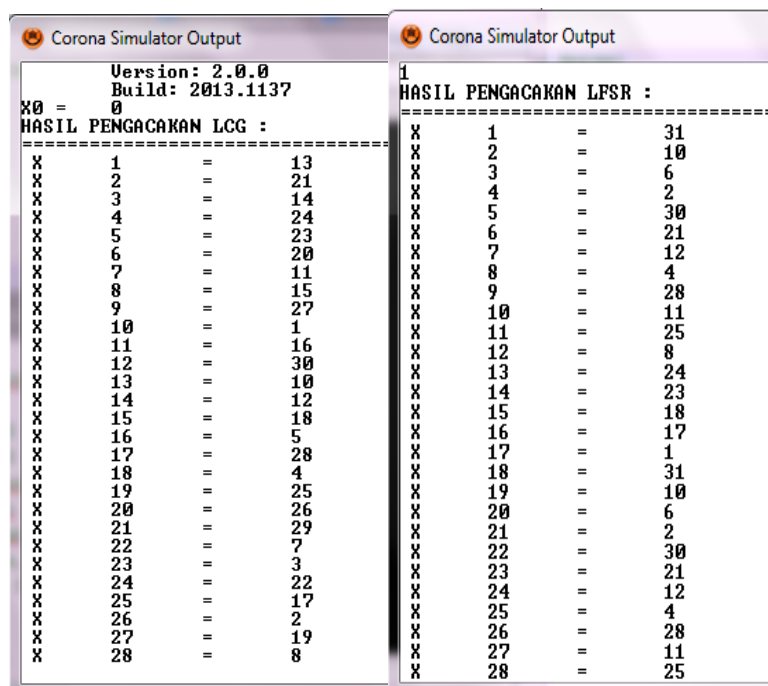 Corona Simulator Output
Version: 2.0.0
Build: 2013.1137
X0 = 0
HASIL PENGACAKAN LCG :
==========================================
X 1 = 13
X 2 = 21
X 3 = 14
X 4 = 24
X 5 = 23
X 6 = 20
X 7 = 11
X 8 = 15
X 9 = 27
X 10 = 1
X 11 = 16
X 12 = 30
X 13 = 10
X 14 = 12
X 15 = 18
X 16 = 5
X 17 = 28
X 18 = 4
X 19 = 25
X 20 = 26
X 21 = 29
X 22 = 7
X 23 = 3
X 24 = 22
X 25 = 17
X 26 = 2
X 27 = 19
X 28 = 8
Corona Simulator Output
1
HASIL PENGACAKAN LFSR :
==========================================
X 1 = 31
X 2 = 10
X 3 = 6
X 4 = 2
X 5 = 30
X 6 = 21
X 7 = 12
X 8 = 4
X 9 = 28
X 10 = 11
X 11 = 25
X 12 = 8
X 13 = 24
X 14 = 23
X 15 = 18
X 16 = 17
X 17 = 1
X 18 = 31
X 19 = 10
X 20 = 6
X 21 = 2
X 22 = 30
X 23 = 21
X 24 = 12
X 25 = 4
X 26 = 28
X 27 = 11
X 28 = 25